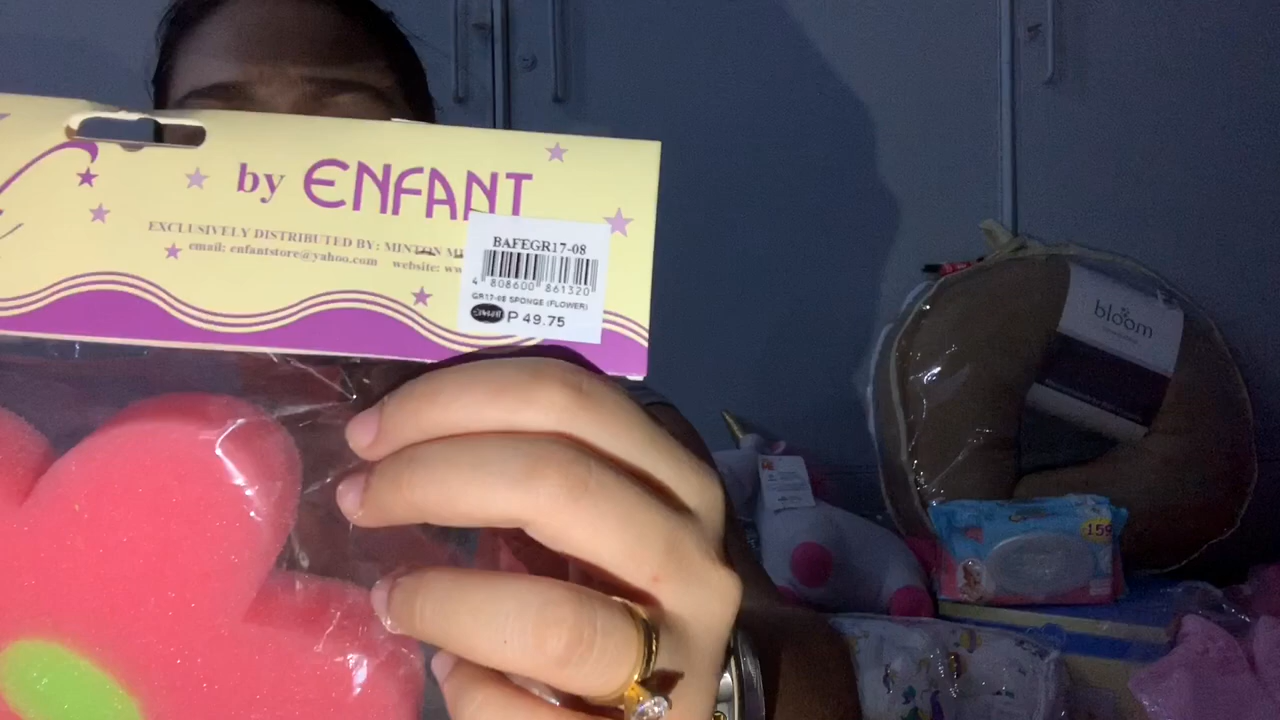 by ENFANT
EXCLUSIVELY DISTRIBUTED BY: MINTON
email: enfantstore@yahoo.com website:
BAFEGR17-08
4 808600 861320
GR17-08 SPONGE (FLOWER)
ENFANT P 49.75
bloom
159